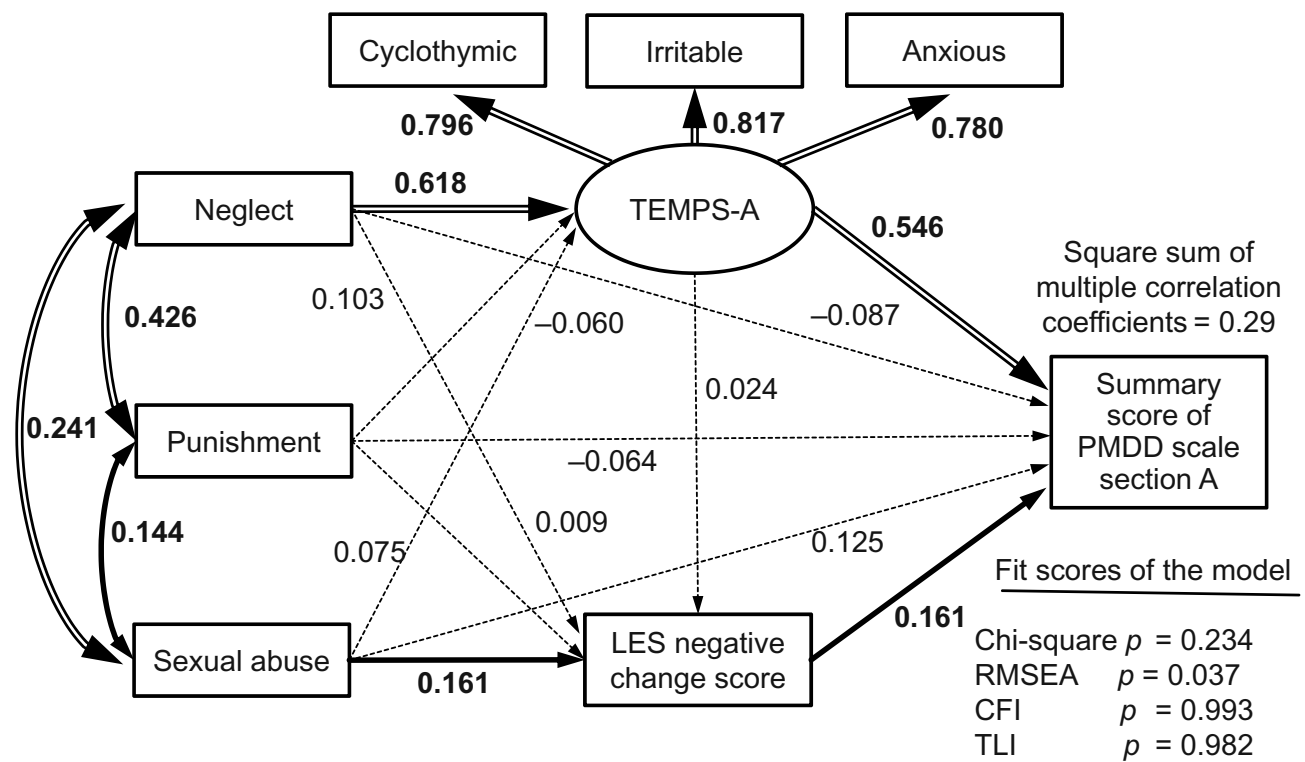 Cyclothymic
Irritable
Anxious
0.796
0.817
0.780
0.618
Neglect
TEMPS-A
0.546
Square sum of
multiple correlation
coefficients = 0.29
0.103
–0.060
–0.087
0.426
0.024
Summary
score of
PMDD scale
section A
0.241
Punishment
–0.064
0.144
0.009
0.075
0.125
Fit scores of the model
Sexual abuse
0.161
LES negative
change score
0.161
Chi-square p = 0.234
RMSEA p = 0.037
CFI p = 0.993
TLI p = 0.982